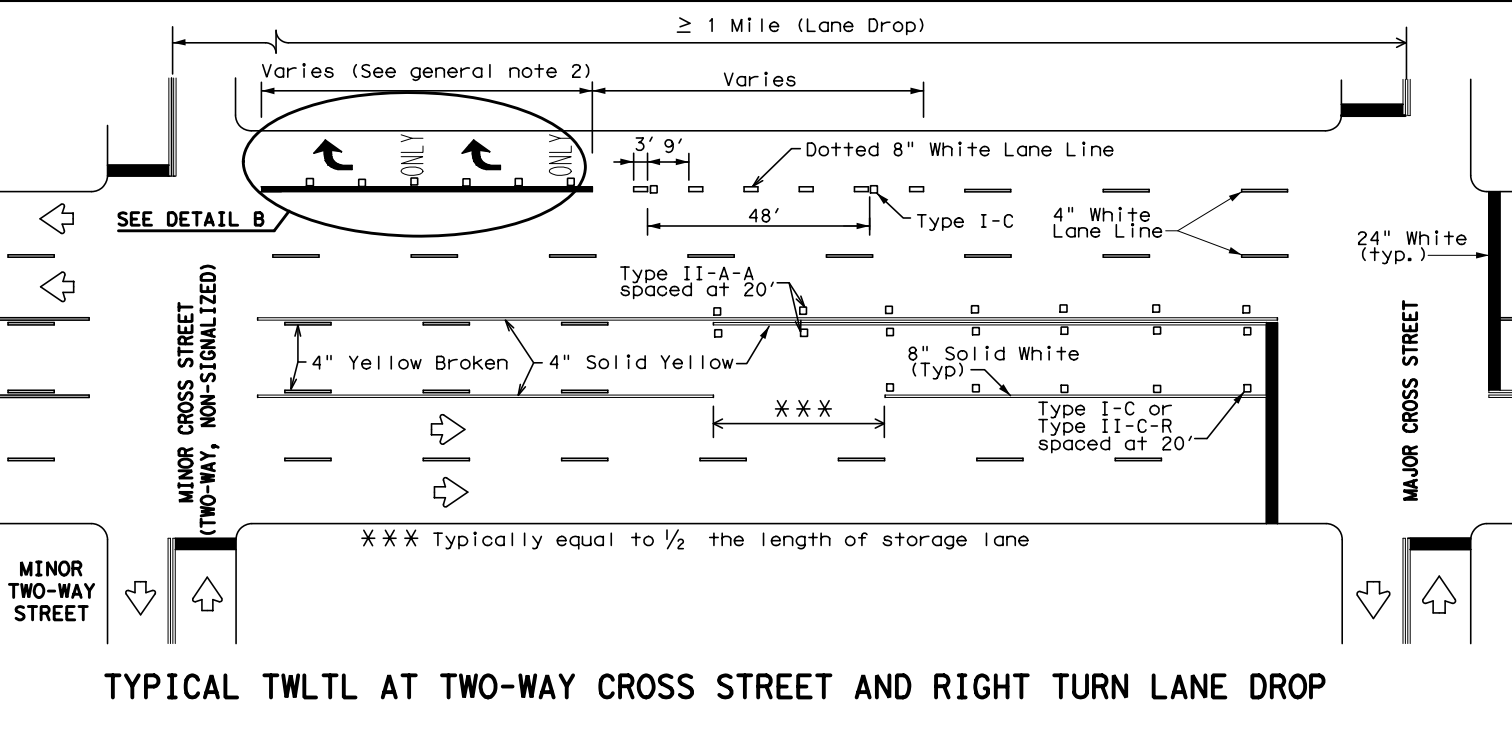 ≥ 1 Mile (Lane Drop)
Varies (See general note 2)
Varies
ONLY
ONLY
3'
9'
Dotted 8" White Lane Line
SEE DETAIL B
48'
Type I-C
4" White
Lane Line
24" White
(typ.)
Type II-A-A
spaced at 20'
MINOR CROSS STREET
(TWO-WAY, NON-SIGNALIZED)
4" Yellow Broken
4" Solid Yellow
8" Solid White
(Typ)
MAJOR CROSS STREET
***
Type I-C or
Type II-C-R
spaced at 20'
*** Typically equal to ½ the length of storage lane
MINOR
TWO-WAY
STREET
TYPICAL TWLTL AT TWO-WAY CROSS STREET AND RIGHT TURN LANE DROP